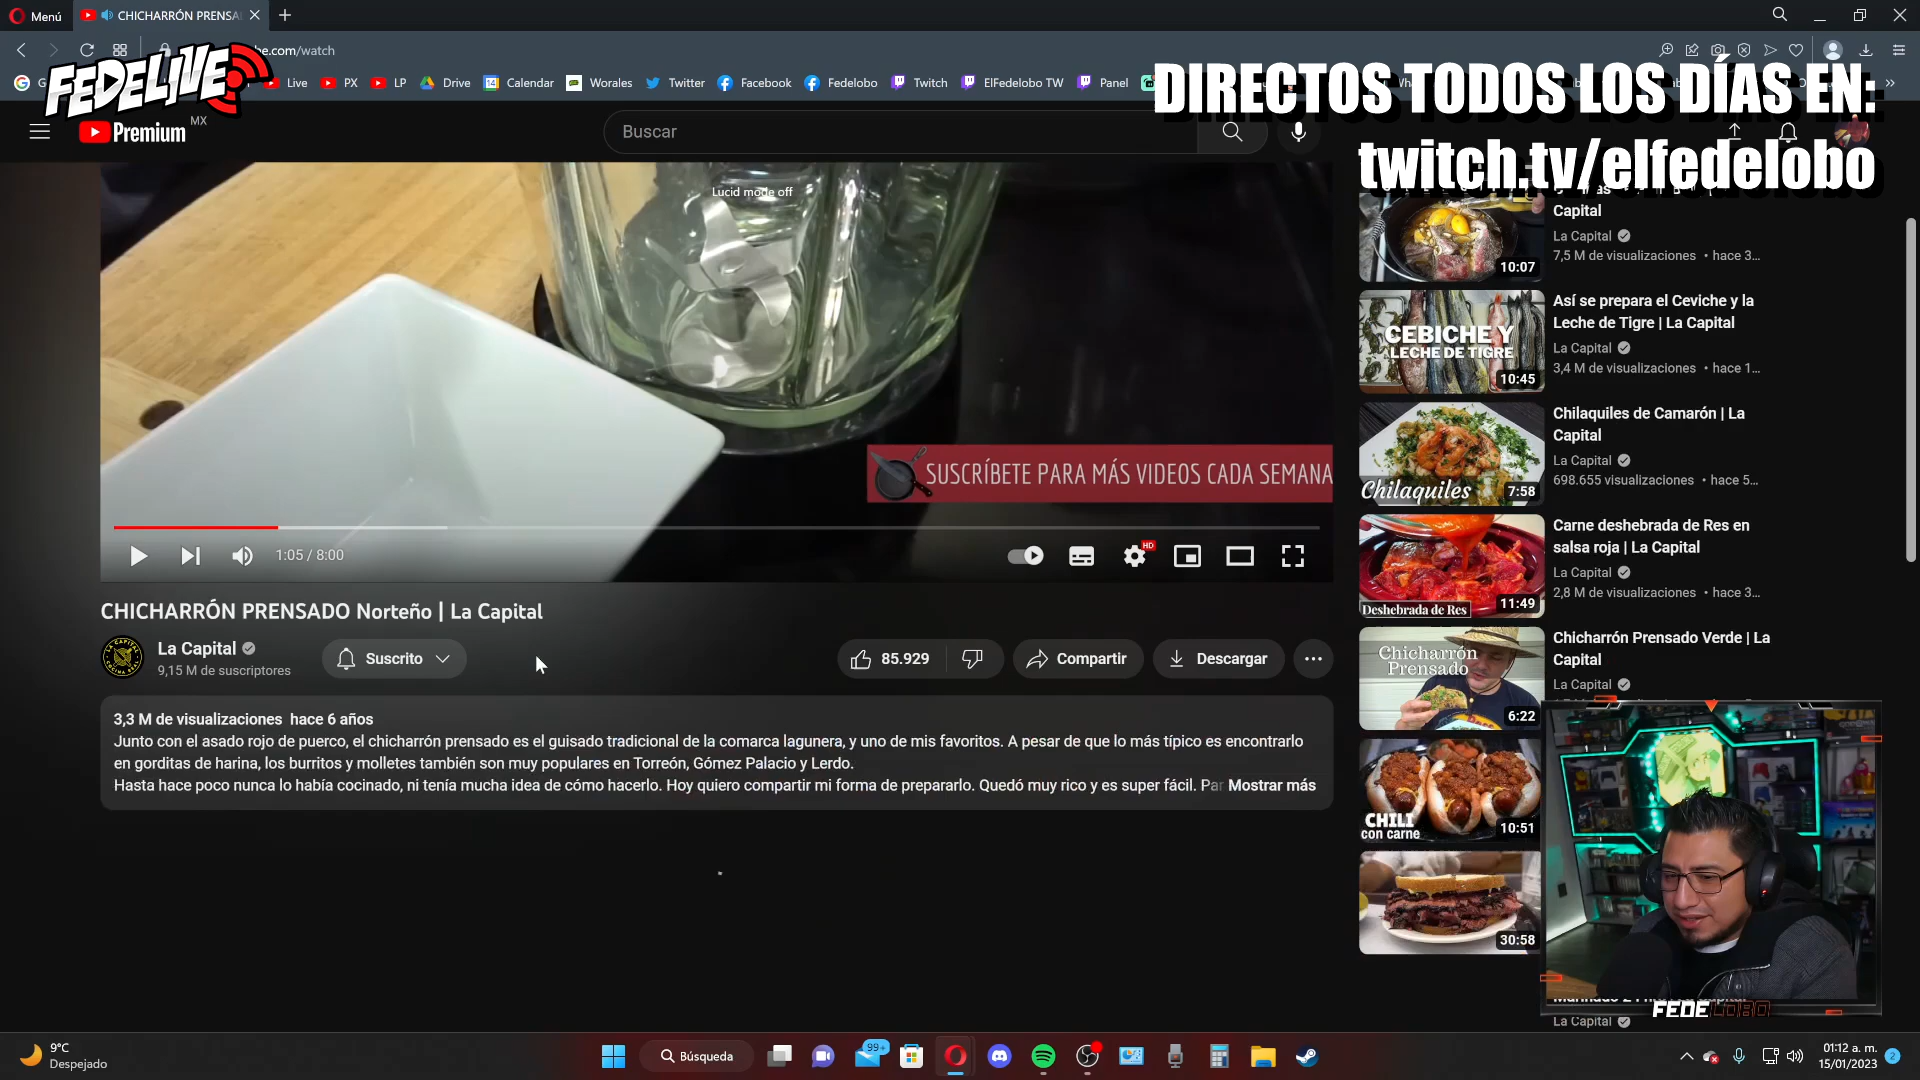 Menú
CHICHARRÓN PRENSA
be.com/watch
G
Live
PX
LP
Drive
Calendar
Worales
Twitter
Facebook
Fedelobo
Twitch
ElFedelobo TW
Panel
FEDELIVE
Premium
MX
DIRECTOS TODOS LOS DÍAS EN:
twitch.tv/elfedelobo
Buscar
Lucid mode off
SUSCRÍBETE PARA MÁS VIDEOS CADA SEMANA
1:05 / 8:00
HD
CHICHARRÓN PRENSADO Norteño | La Capital
La Capital
9,15 M de suscriptores
Suscrito
85.929
Compartir
Descargar
3,3 M de visualizaciones hace 6 años
Junto con el asado rojo de puerco, el chicharrón prensado es el guisado tradicional de la comarca lagunera, y uno de mis favoritos. A pesar de que lo más típico es encontrarlo
en gorditas de harina, los burritos y molletes también son muy populares en Torreón, Gómez Palacio y Lerdo.
Hasta hace poco nunca lo había cocinado, ni tenía mucha idea de cómo hacerlo. Hoy quiero compartir mi forma de prepararlo. Quedó muy rico y es super fácil. Par Mostrar más
Capital
La Capital
7,5 M de visualizaciones • hace 3...
10:07
Así se prepara el Ceviche y la
Leche de Tigre | La Capital
La Capital
3,4 M de visualizaciones • hace 1...
CEBICHE Y
LECHE DE TIGRE
10:45
Chilaquiles de Camarón | La
Capital
La Capital
698.655 visualizaciones • hace 5...
Chilaquiles
7:58
Carne deshebrada de Res en
salsa roja | La Capital
La Capital
2,8 M de visualizaciones • hace 3...
Deshebrada de Res
11:49
Chicharrón Prensado Verde | La
Capital
La Capital
Chicharrón
Prensado
6:22
CHILI
con carne
10:51
30:58
La Capital
FEDELOBO
9°C
Despejado
Búsqueda
99+
01:12 a. m.
15/01/2023
2